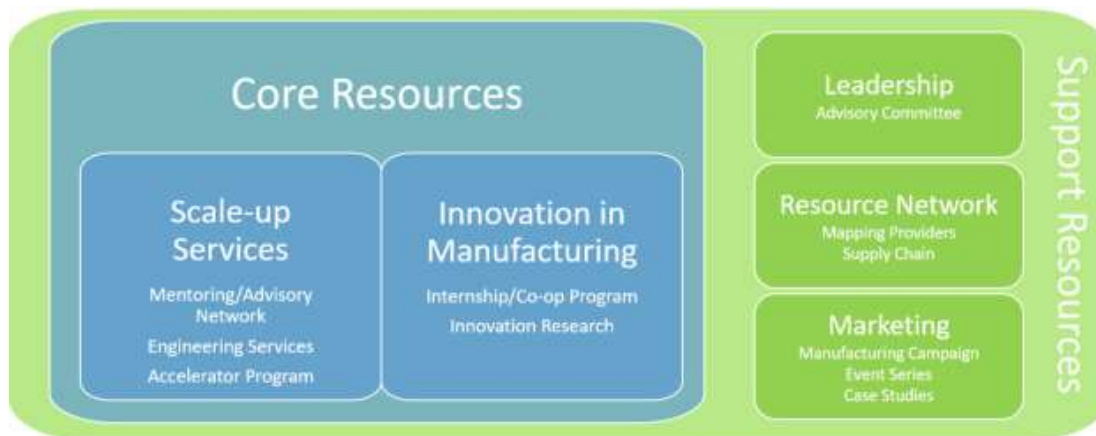 Core Resources
Scale-up
Services
Mentoring/Advisory
Network
Engineering Services
Accelerator Program
Innovation in
Manufacturing
Internship/Co-op Program
Innovation Research
Leadership
Advisory Committee
Resource Network
Mapping Providers
Supply Chain
Marketing
Manufacturing Campaign
Event Series
Case Studies
Support Resources